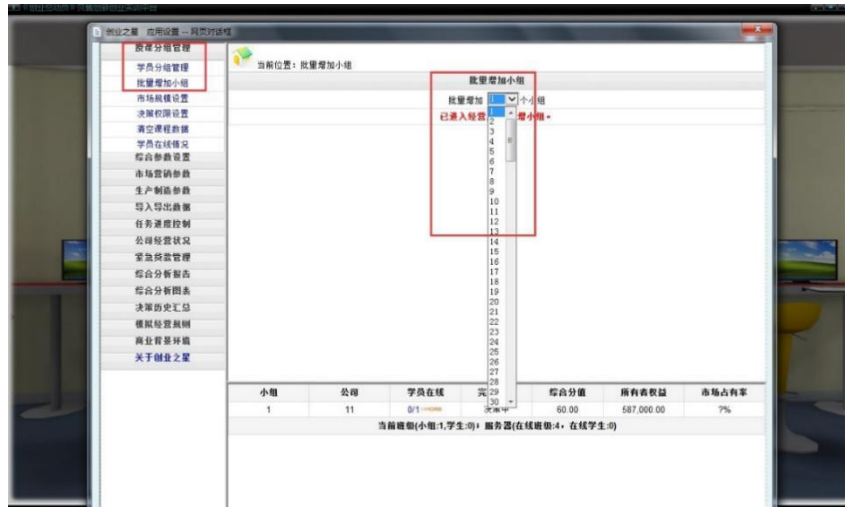 创业之星 应用设置 -- 网页对话框
授课分组管理
学员分组管理
批量增加小组
市场规模设置
决策权限设置
清空课程数据
学员在线情况
综合参数设置
市场营销参数
生产制造参数
导入导出数据
任务进度控制
公司经营状况
紧急贷款管理
综合分析报告
综合分析图表
决策历史汇总
模拟经营规则
商业背景环境
关于创业之星
当前位置：批量增加小组
批量增加小组
批量增加 1 个小组
已进入经营 增小组。
1
2
3
4
5
6
7
8
9
10
11
12
13
14
15
16
17
18
19
20
21
22
23
24
25
26
27
28
29
30
小组 公司 学员在线 完 综合分值 所有者权益 市场占有率
1 11 0/1 决策中 60.00 587,000.00 ?%
当前班级(小组:1,学生:0)；服务器(在线班级:4，在线学生:0)